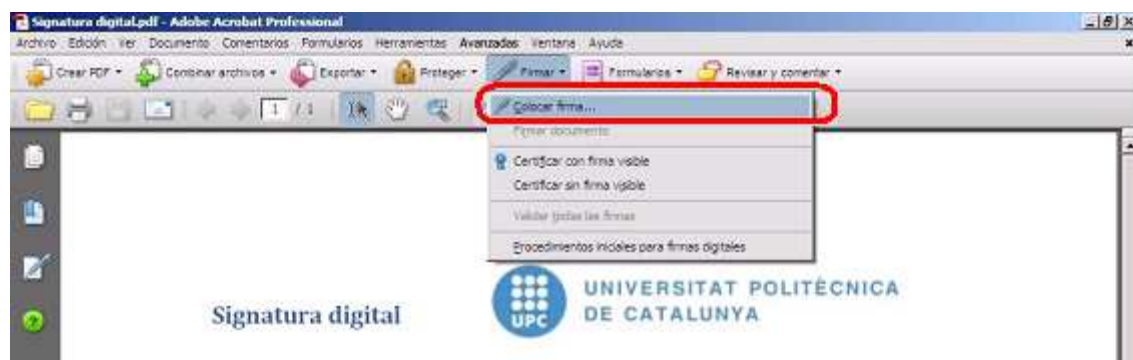 Signatura digital.pdf - Adobe Acrobat Professional
Archivo Edición Ver Documento Comentarios Formularios Herramientas Avanzadas Ventana Ayuda
Crear PDF Combinar archivos Exportar Proteger Firmar Formularios Revisar y comentar
1 / 1 Colocar firma...
Firmar documento
Certificar con firma visible
Certificar sin firma visible
Validar todas las firmas
Procedimientos iniciales para firmas digitales
UNIVERSITAT POLITÈCNICA
Signatura digital UPC DE CATALUNYA